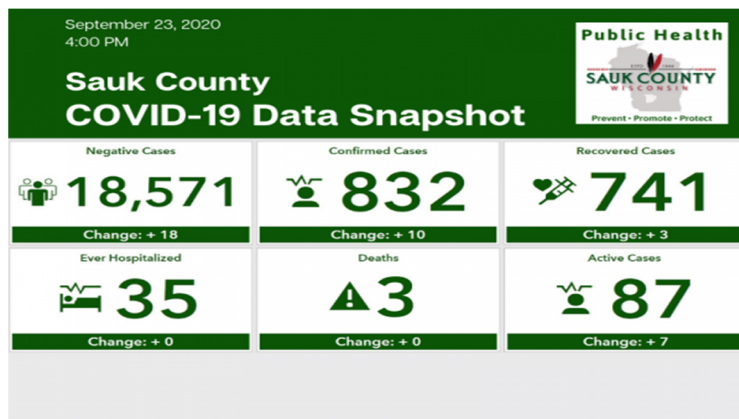 September 23, 2020
4:00 PM
Sauk County
COVID-19 Data Snapshot
Public Health
SAUK COUNTY
WISCONSIN
Prevent • Promote • Protect
Negative Cases
18,571
Change: + 18
Confirmed Cases
832
Change: + 10
Recovered Cases
741
Change: + 3
Ever Hospitalized
35
Change: + 0
Deaths
3
Change: + 0
Active Cases
87
Change: + 7